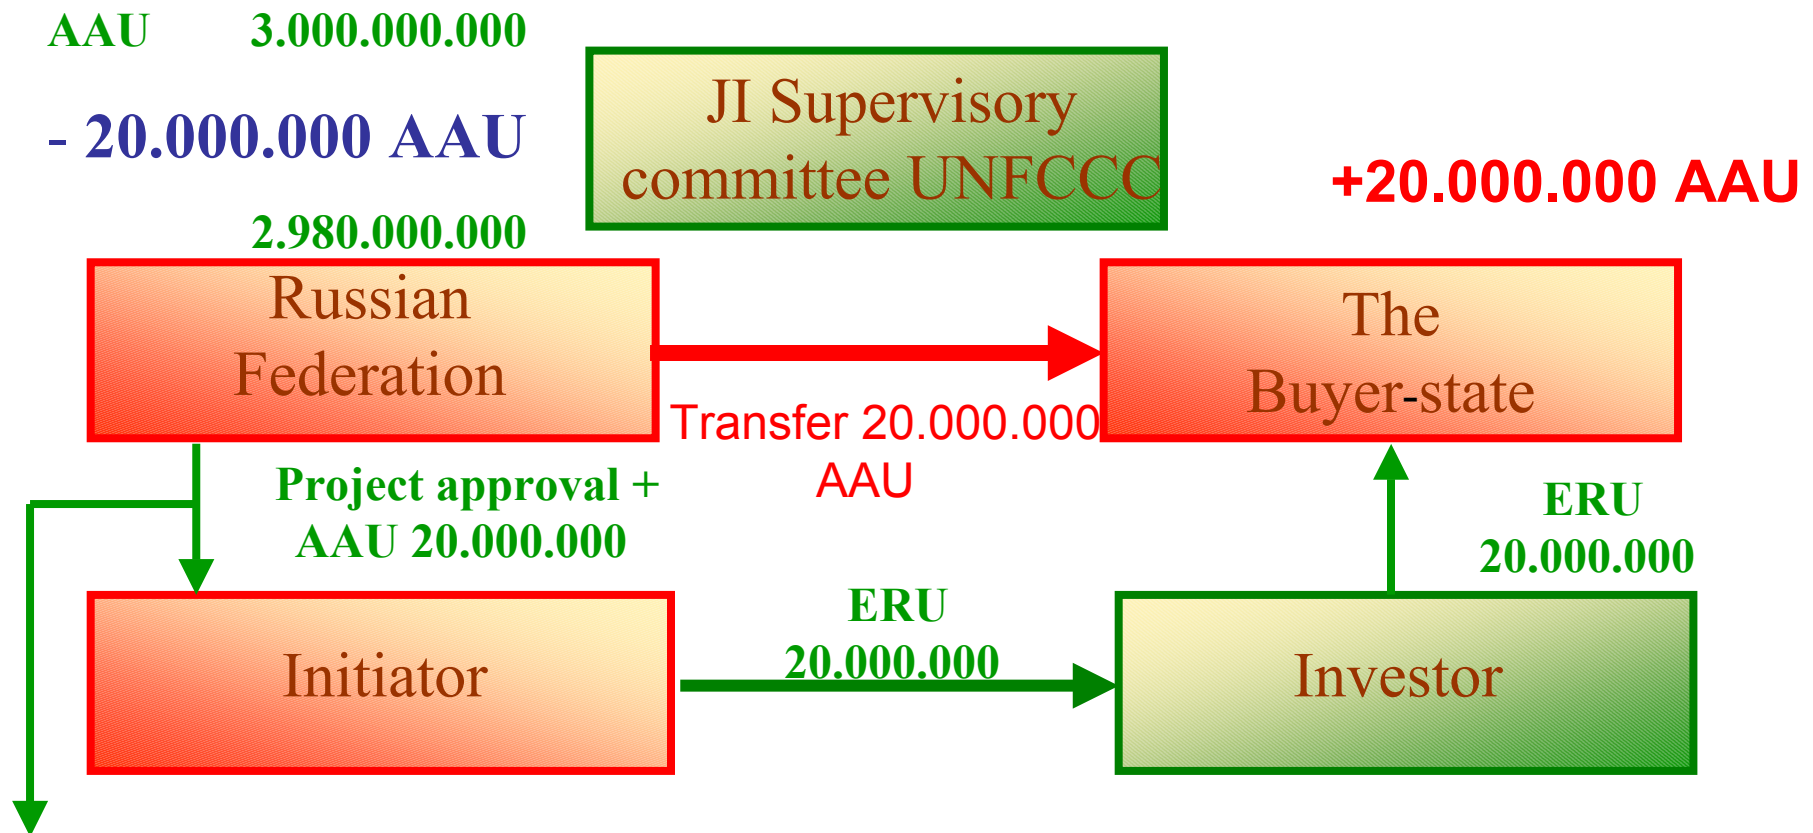 AAU 3.000.000.000
- 20.000.000 AAU
2.980.000.000
JI Supervisory
committee UNFCCC
+20.000.000 AAU
Russian
Federation
The
Buyer-state
Transfer 20.000.000
AAU
Project approval +
AAU 20.000.000
ERU
20.000.000
ERU
20.000.000
Initiator
Investor